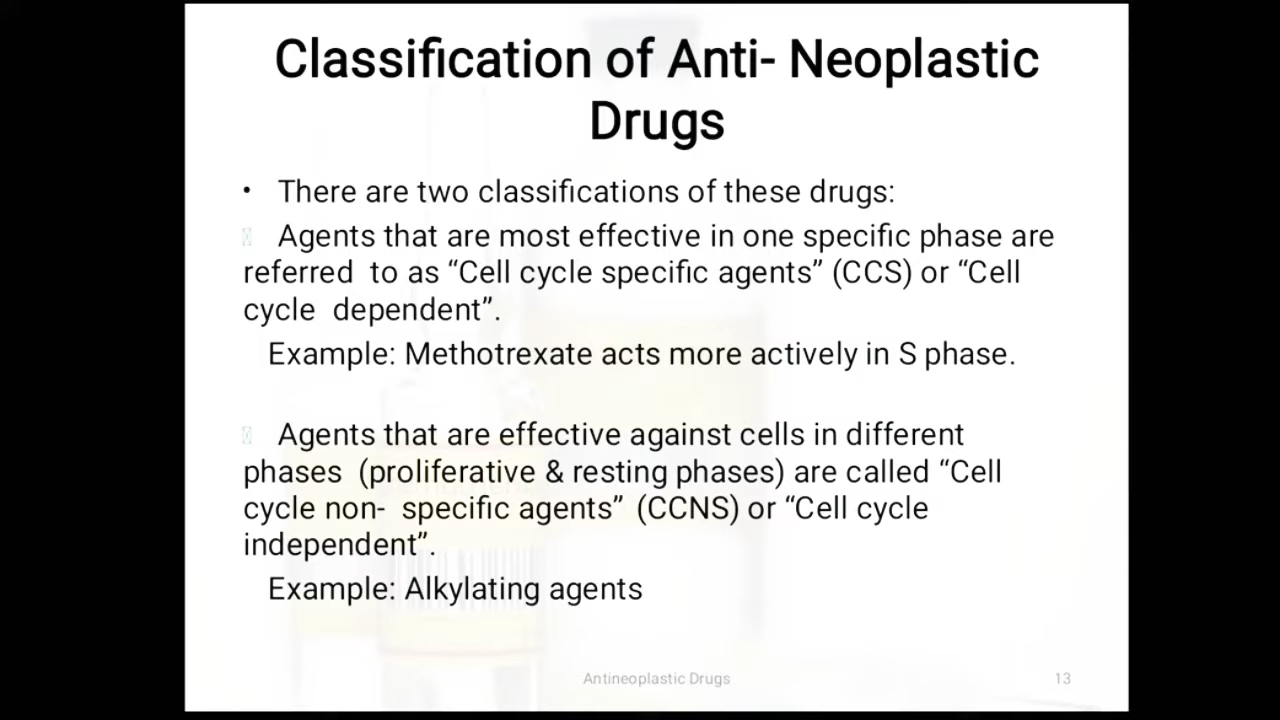 Classification of Anti- Neoplastic
Drugs
• There are two classifications of these drugs:
Agents that are most effective in one specific phase are
referred to as “Cell cycle specific agents” (CCS) or “Cell
cycle dependent”.
Example: Methotrexate acts more actively in S phase.
Agents that are effective against cells in different
phases (proliferative & resting phases) are called “Cell
cycle non- specific agents” (CCNS) or “Cell cycle
independent”.
Example: Alkylating agents
Antineoplastic Drugs 13